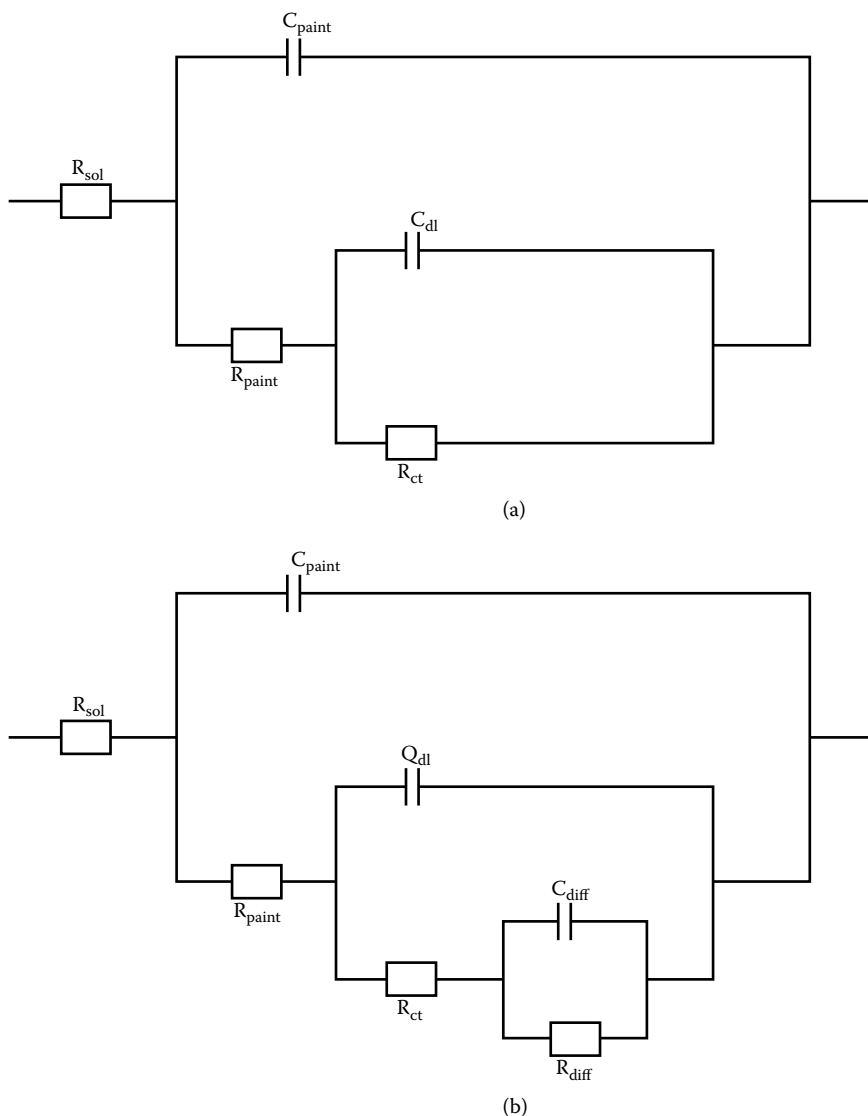 C_paint
R_sol
C_dl
R_paint
R_ct
(a)
C_paint
R_sol
Q_dl
C_diff
R_paint
R_ct
R_diff
(b)